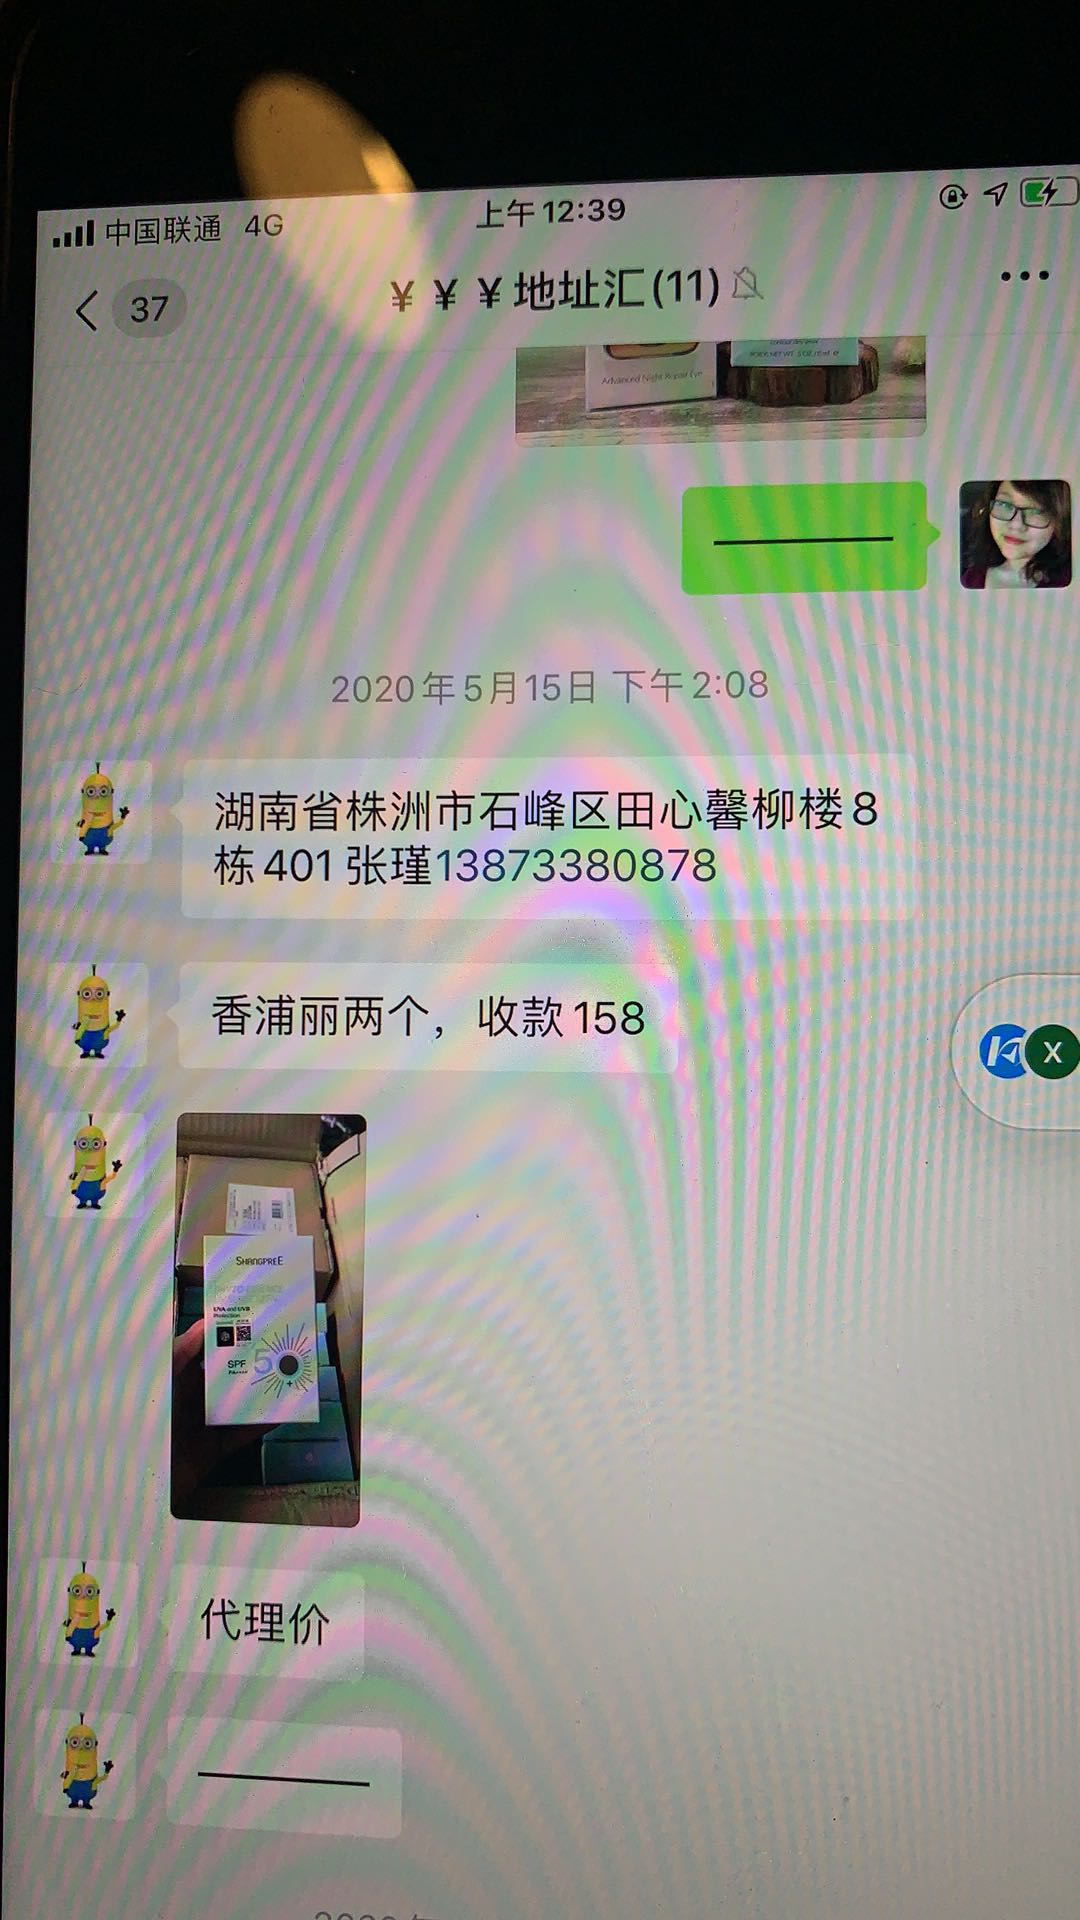 中国联通 4G
上午12:39
37
￥￥￥地址汇(11)
Advanced Night Repair Eye
2020年5月15日 下午2:08
湖南省株洲市石峰区田心馨柳楼8
栋401张瑾13873380878
香浦丽两个，收款158
X
SHANGPREE
UVA and UVB
Protection
SPF
50
代理价